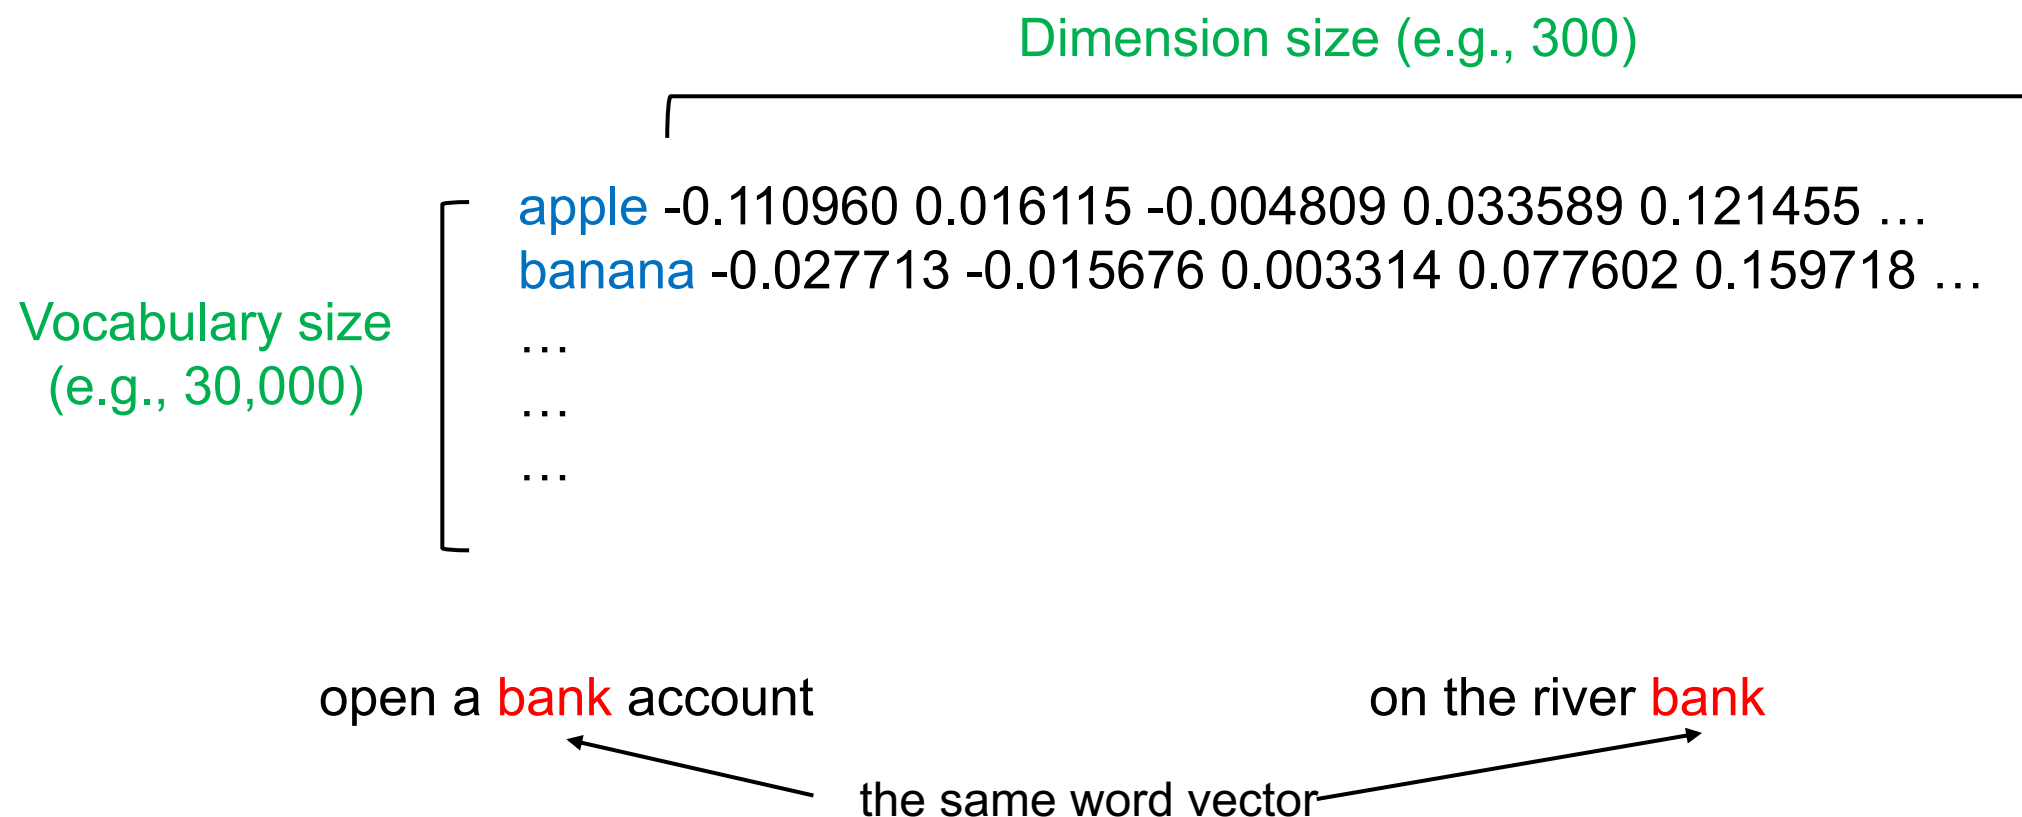 Dimension size (e.g., 300)
apple -0.110960 0.016115 -0.004809 0.033589 0.121455 …
banana -0.027713 -0.015676 0.003314 0.077602 0.159718 …
Vocabulary size
(e.g., 30,000)
…
…
…
open a bank account
on the river bank
the same word vector